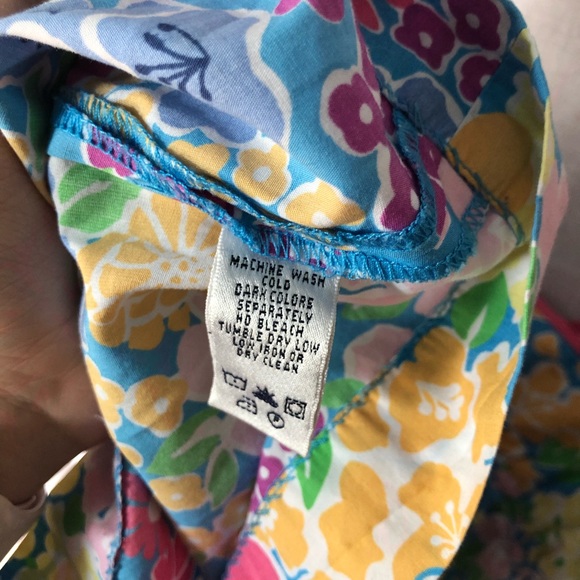 MACHINE WASH
COLD
DARK COLORS
SEPARATELY
NO BLEACH
TUMBLE DRY LOW
LOW IRON OR
DRY CLEAN